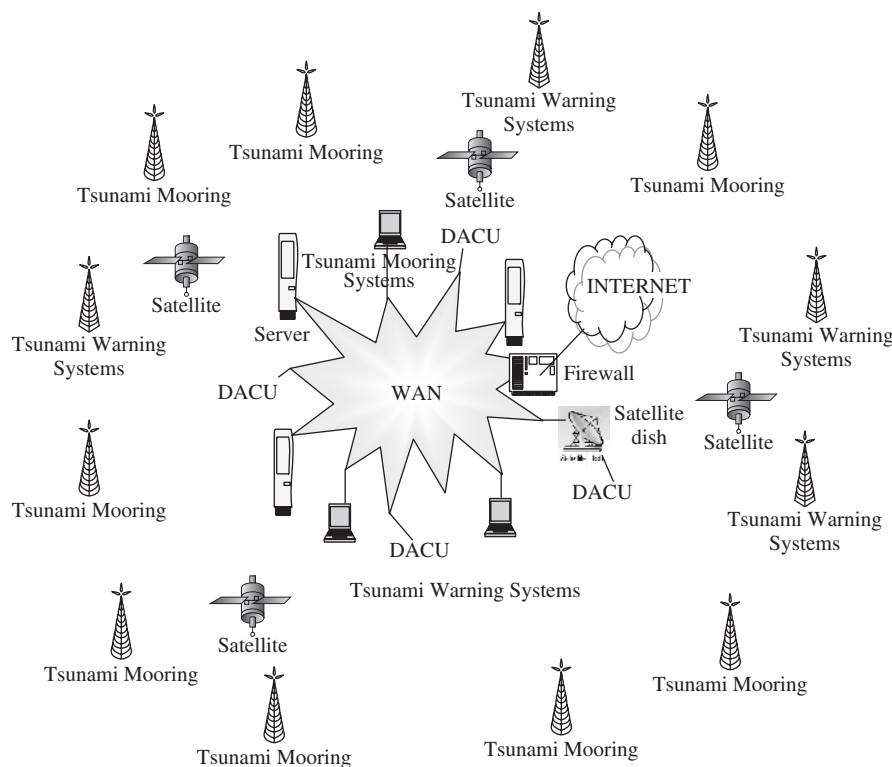 Tsunami Warning
Systems
Tsunami Mooring
Tsunami Mooring
Tsunami Mooring
Satellite
DACU
Tsunami Mooring
Systems
INTERNET
Satellite
Server
Tsunami Warning
Systems
Tsunami Warning
Systems
Firewall
DACU
WAN
Satellite
dish
Satellite
DACU
Tsunami Mooring
Tsunami Warning
Systems
DACU
Tsunami Warning Systems
Satellite
Tsunami Mooring
Tsunami Mooring
Tsunami Mooring
Tsunami Mooring